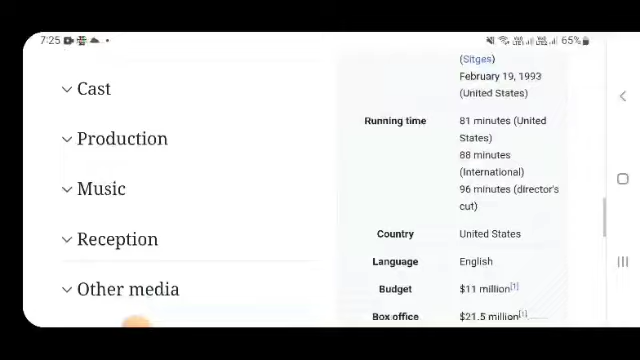 7:25
65%
(Sitges)
February 19, 1993
(United States)
Cast
Running time
81 minutes (United
States)
88 minutes
(International)
96 minutes (director's
cut)
Production
Music
Reception
Country
United States
Language
English
Other media
Budget
$11 million[1]
Box office
$21.5 million[1]